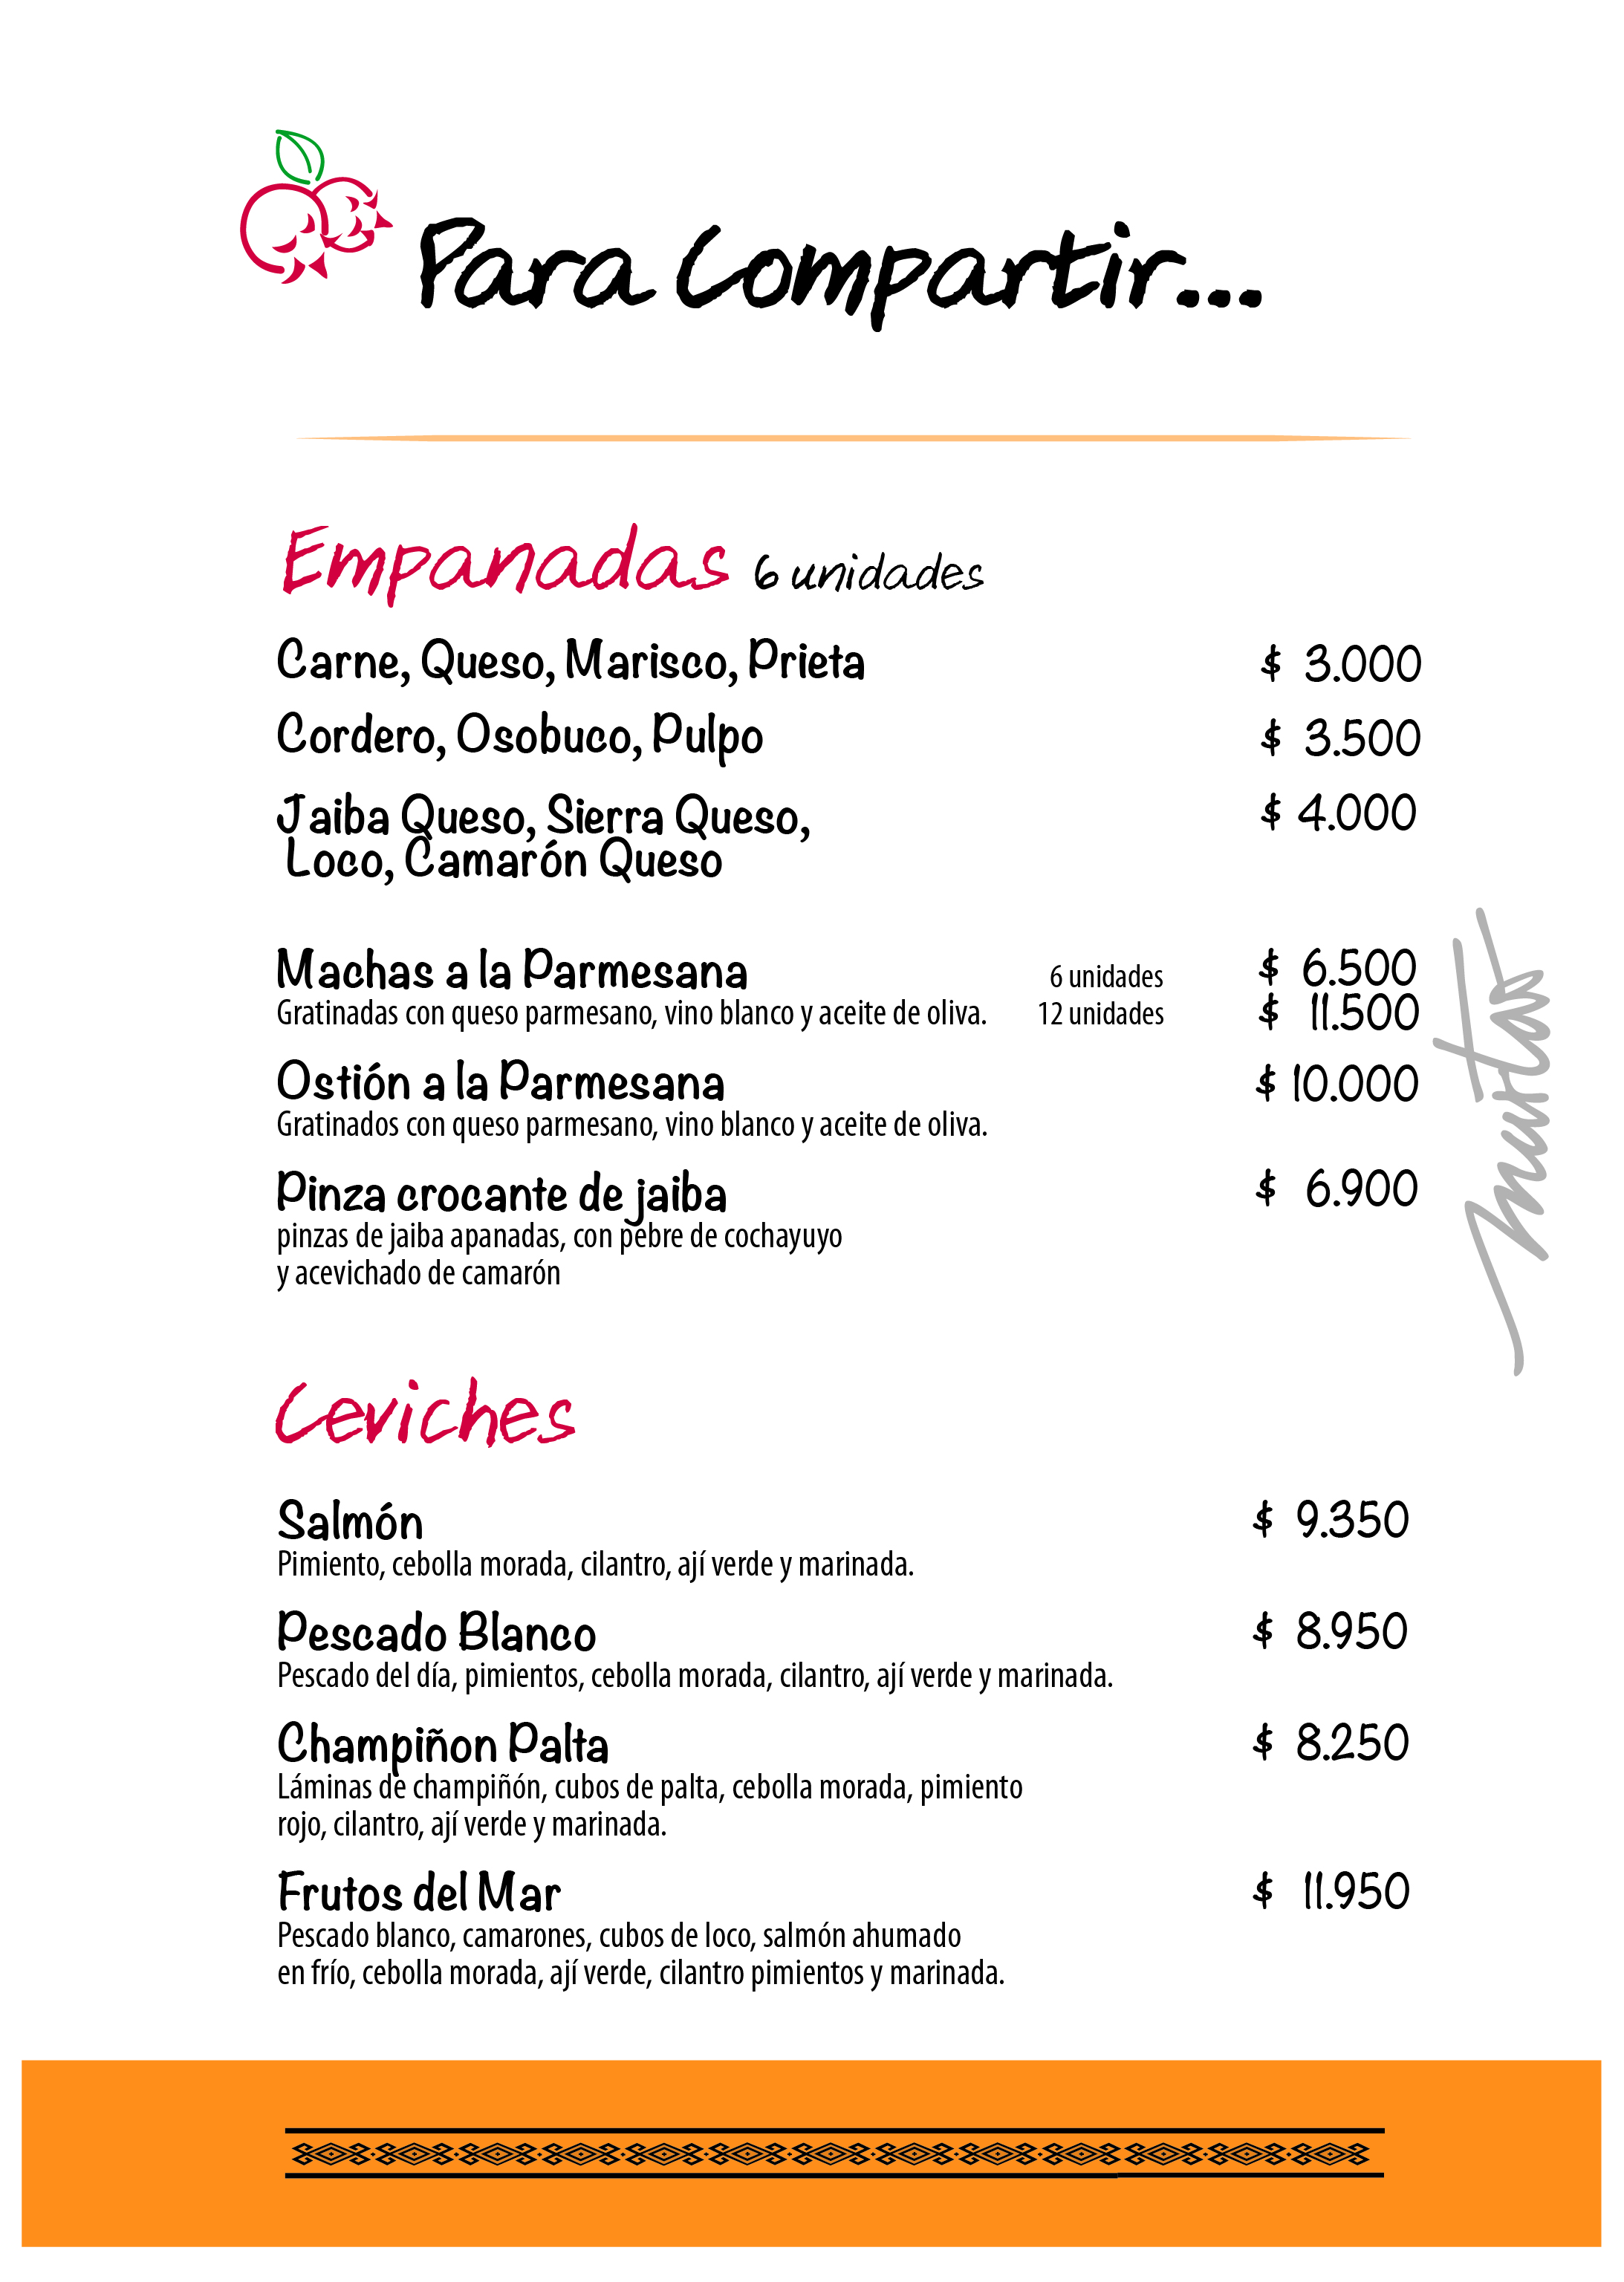 Para Compartir...
Empanadas 6 unidades
Carne, Queso, Marisco, Prieta $ 3.000
Cordero, Osobuco, Pulpo $ 3.500
Jaiba Queso, Sierra Queso, $ 4.000
Loco, Camarón Queso
Machas a la Parmesana 6 unidades $ 6.500
Gratinadas con queso parmesano, vino blanco y aceite de oliva. 12 unidades $ 11.500
Ostión a la Parmesana $ 10.000
Gratinados con queso parmesano, vino blanco y aceite de oliva.
Pinza crocante de jaiba $ 6.900
pinzas de jaiba apanadas, con pebre de cochayuyo
y acevichado de camarón
murtao
Ceviches
Salmón $ 9.350
Pimiento, cebolla morada, cilantro, ají verde y marinada.
Pescado Blanco $ 8.950
Pescado del día, pimientos, cebolla morada, cilantro, ají verde y marinada.
Champiñon Palta $ 8.250
Láminas de champiñón, cubos de palta, cebolla morada, pimiento
rojo, cilantro, ají verde y marinada.
Frutos del Mar $ 11.950
Pescado blanco, camarones, cubos de loco, salmón ahumado
en frío, cebolla morada, ají verde, cilantro pimientos y marinada.